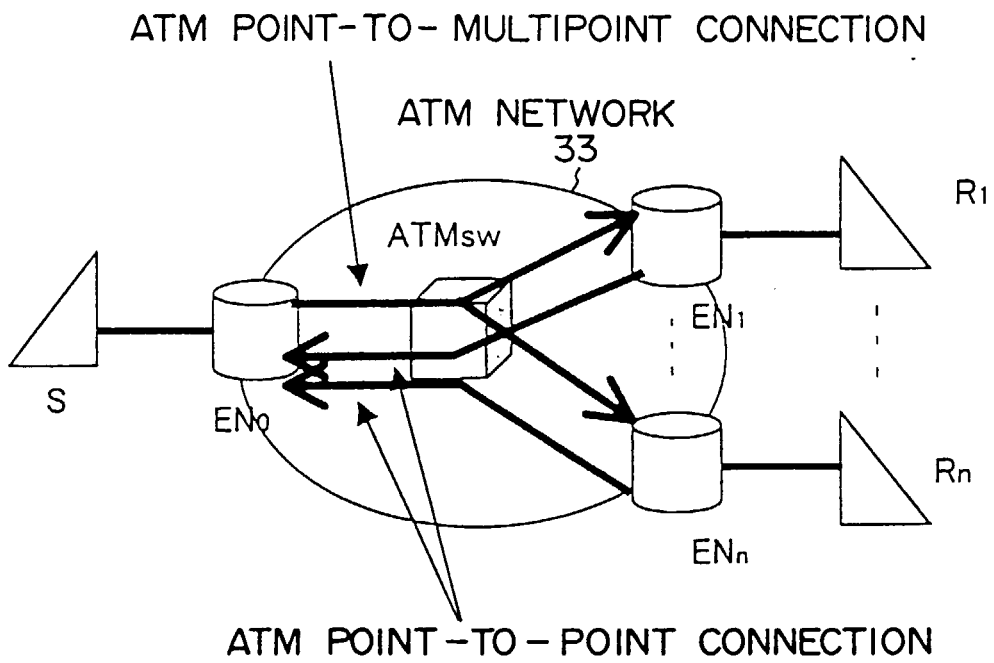 ATM POINT-TO-MULTIPOINT CONNECTION
ATM NETWORK
33
R1
ATMsw
EN1
S
EN0
Rn
ENn
ATM POINT-TO-POINT CONNECTION